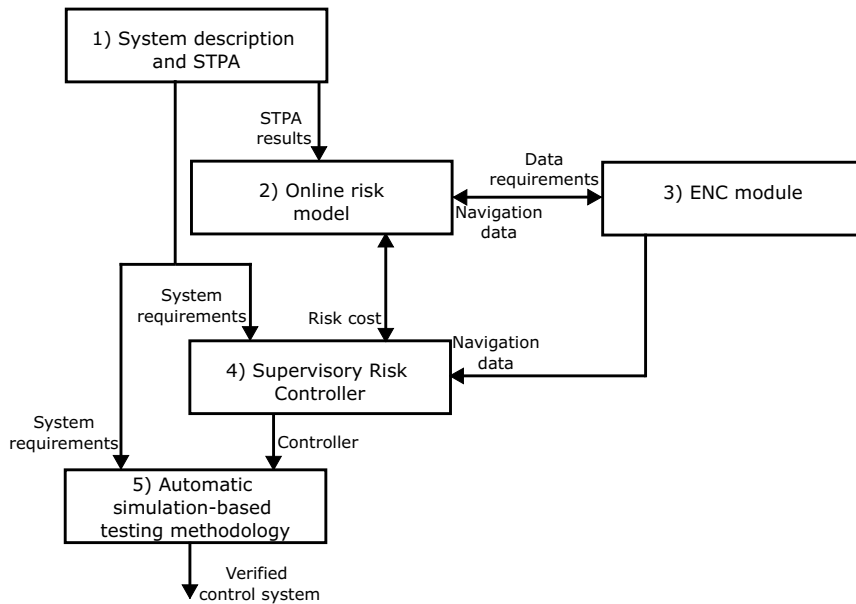 1) System description
and STPA
STPA
results
2) Online risk
model
Data
requirements
Navigation
data
3) ENC module
System
requirements
Risk cost
Navigation
data
4) Supervisory Risk
Controller
System
requirements
Controller
5) Automatic
simulation-based
testing methodology
Verified
control system